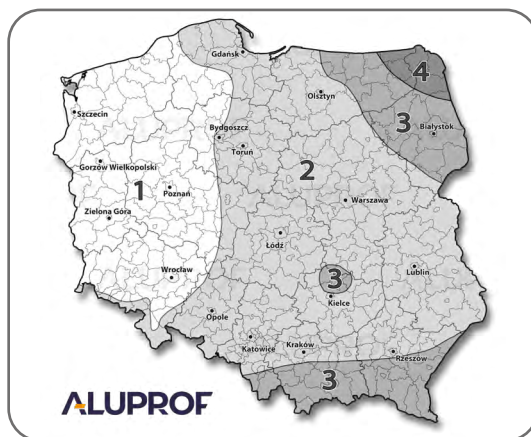 Gdańsk
4
Olsztyn
Szczecin
3
Białystok
Bydgoszcz
Toruń
Gorzów Wielkopolski
2
1
Poznań
Warszawa
Zielona Góra
Łódź
Lublin
Wrocław
3
Kielce
Opole
Katowice
Kraków
Rzeszów
3
ALUPROF